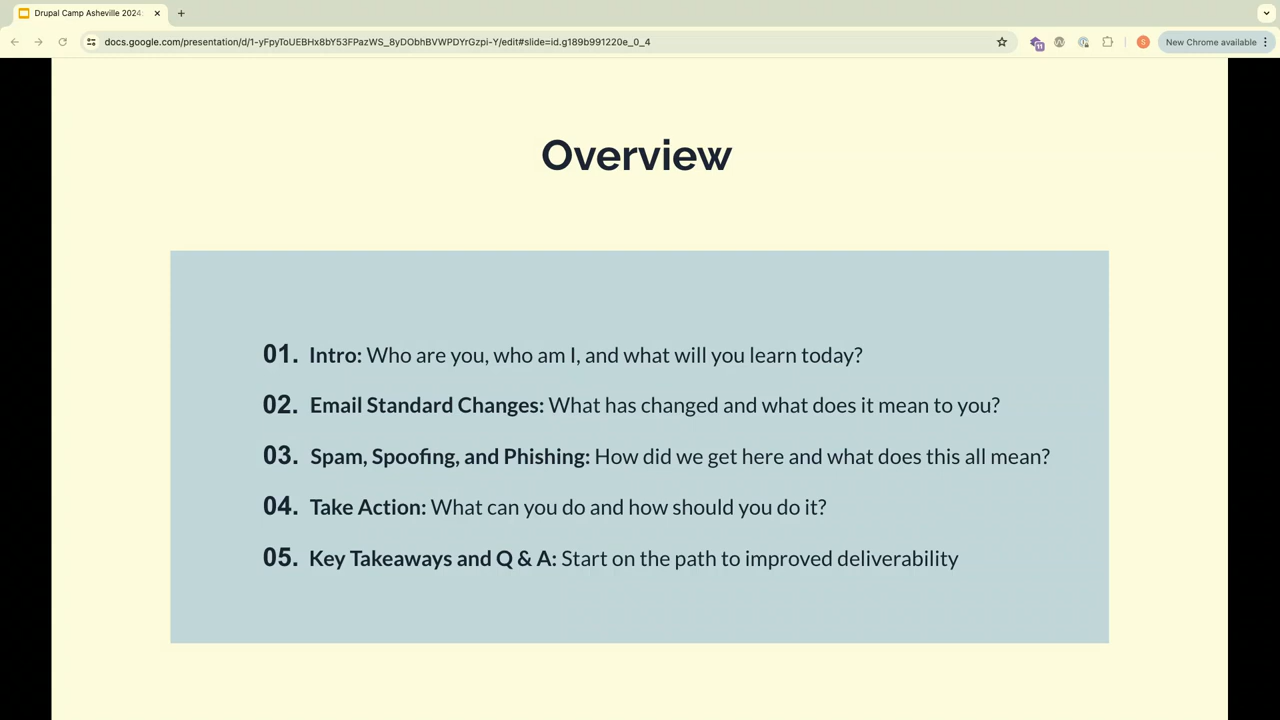 Drupal Camp Asheville 2024:
docs.google.com/presentation/d/1-yFpyToUEBHx8bY53FPazWS_8yDObhBVWPDYrGzpi-Y/edit#slide=id.g189b991220e_0_4
11
S
New Chrome available
Overview
01. Intro: Who are you, who am I, and what will you learn today?
02. Email Standard Changes: What has changed and what does it mean to you?
03. Spam, Spoofing, and Phishing: How did we get here and what does this all mean?
04. Take Action: What can you do and how should you do it?
05. Key Takeaways and Q & A: Start on the path to improved deliverability